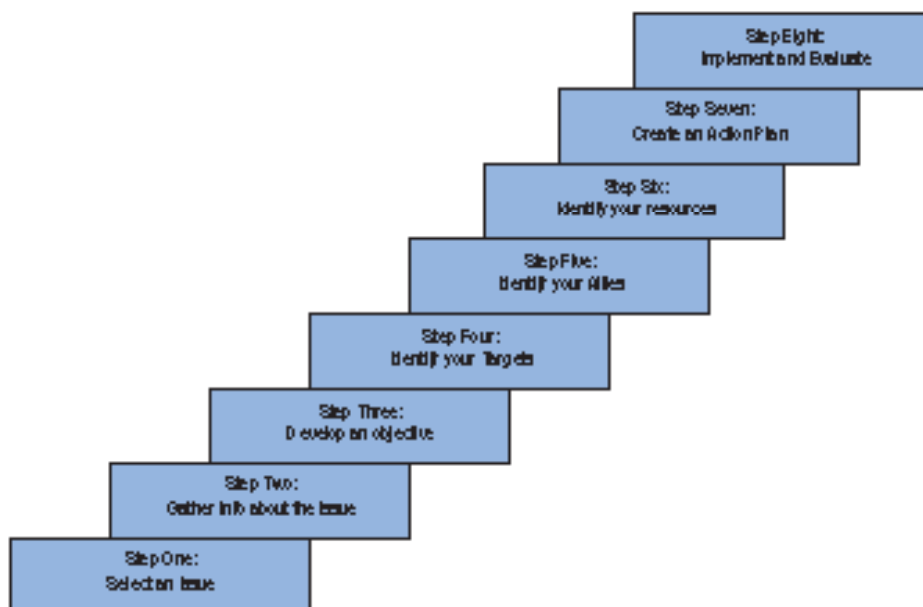 Step Eight:
Implement and Evaluate
Step Seven:
Create an Action Plan
Step Six:
Identify your resources
Step Five:
Identify your Allies
Step Four:
Identify your Targets
Step Three:
Develop an objective
Step Two:
Gather info about the issue
Step One:
Select an Issue